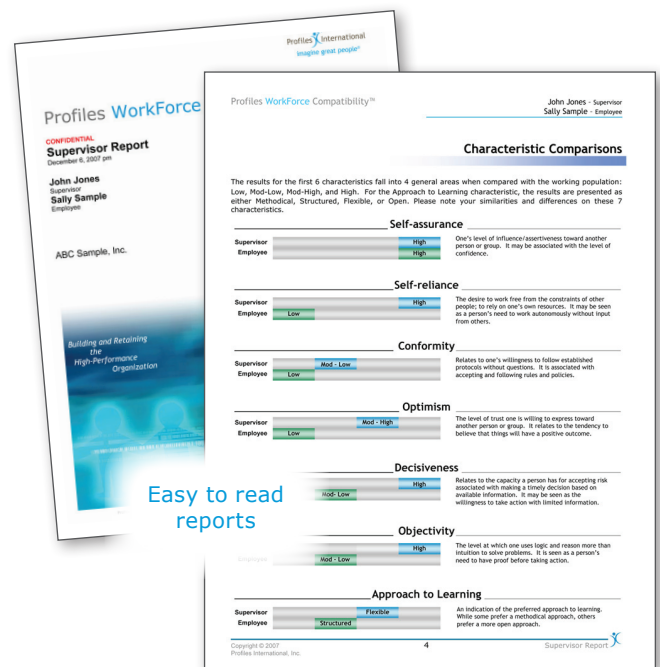 Profiles International
imagine great people®
Profiles WorkForce
CONFIDENTIAL
Supervisor Report
December 6, 2007 pm
John Jones
Supervisor
Sally Sample
Employee
ABC Sample, Inc.
Building and Retaining
the
High-Performance
Organization
Easy to read
reports
Profiles WorkForce Compatibility™
John Jones - Supervisor
Sally Sample - Employee
Characteristic Comparisons
The results for the first 6 characteristics fall into 4 general areas when compared with the working population:
Low, Mod-Low, Mod-High, and High. For the Approach to Learning characteristic, the results are presented as
either Methodical, Structured, Flexible, or Open. Please note your similarities and differences on these 7
characteristics.
Self-assurance
Supervisor High
Employee High
One's level of influence/assertiveness toward another
person or group. It may be associated with the level of
confidence.
Self-reliance
Supervisor High
Employee Low
The desire to work free from the constraints of other
people; to rely on one's own resources. It may be seen
as a person's need to work autonomously without input
from others.
Conformity
Supervisor Mod - Low
Employee Low
Relates to one's willingness to follow established
protocols without questions. It is associated with
accepting and following rules and policies.
Optimism
Supervisor Mod - High
Employee Low
The level of trust one is willing to express toward
another person or group. It relates to the tendency to
believe that things will have a positive outcome.
Decisiveness
High
Mod- Low
Relates to the capacity a person has for accepting risk
associated with making a timely decision based on
available information. It may be seen as the
willingness to take action with limited information.
Objectivity
High
Employee Mod - Low
The level at which one uses logic and reason more than
intuition to solve problems. It is seen as a person's
need to have proof before taking action.
Approach to Learning
Supervisor Flexible
Employee Structured
An indication of the preferred approach to learning.
While some prefer a methodical approach, others
prefer a more open approach.
Copyright © 2007
Profiles International, Inc.
4
Supervisor Report